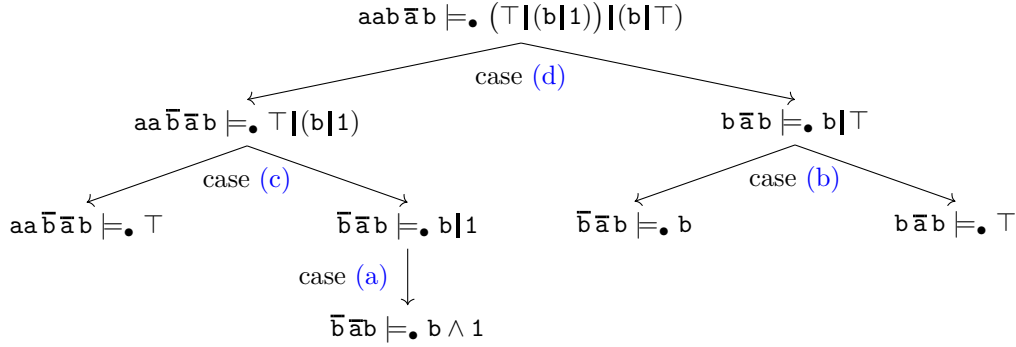 aab a̅ b ⊨• (⊤|(b|1))|(b|⊤)
case (d)
aa b̅ a̅ b ⊨• ⊤|(b|1)
b a̅ b ⊨• b|⊤
case (c)
case (b)
aa b̅ a̅ b ⊨• ⊤
b̅ a̅ b ⊨• b|1
b̅ a̅ b ⊨• b
b a̅ b ⊨• ⊤
case (a)
b̅ a̅ b ⊨• b ∧ 1